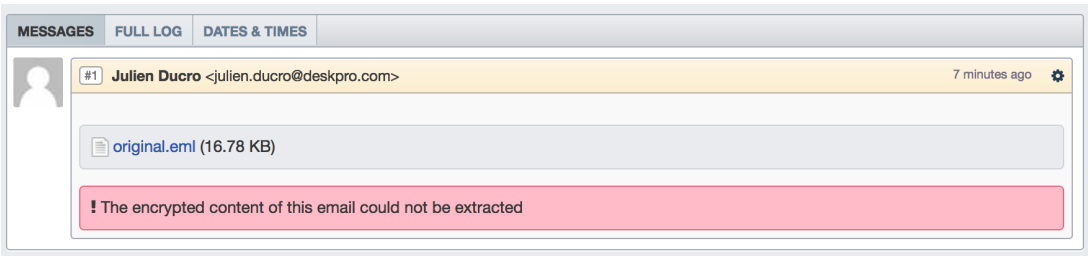 MESSAGES FULL LOG DATES & TIMES
#1 Julien Ducro <julien.ducro@deskpro.com> 7 minutes ago
original.eml (16.78 KB)
! The encrypted content of this email could not be extracted